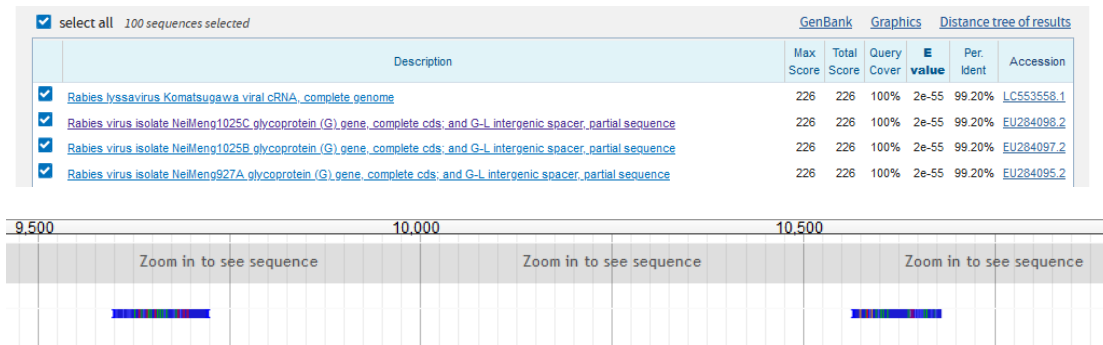 select all 100 sequences selected GenBank Graphics Distance tree of results
Description Max Score Total Score Query Cover E value Per. Ident Accession
Rabies lyssavirus Komatsugawa viral cRNA, complete genome 226 226 100% 2e-55 99.20% LC553558.1
Rabies virus isolate NeiMeng1025C glycoprotein (G) gene, complete cds; and G-L intergenic spacer, partial sequence 226 226 100% 2e-55 99.20% EU284098.2
Rabies virus isolate NeiMeng1025B glycoprotein (G) gene, complete cds; and G-L intergenic spacer, partial sequence 226 226 100% 2e-55 99.20% EU284097.2
Rabies virus isolate NeiMeng927A glycoprotein (G) gene, complete cds; and G-L intergenic spacer, partial sequence 226 226 100% 2e-55 99.20% EU284095.2
9,500 10,000 10,500
Zoom in to see sequence Zoom in to see sequence Zoom in to see sequence